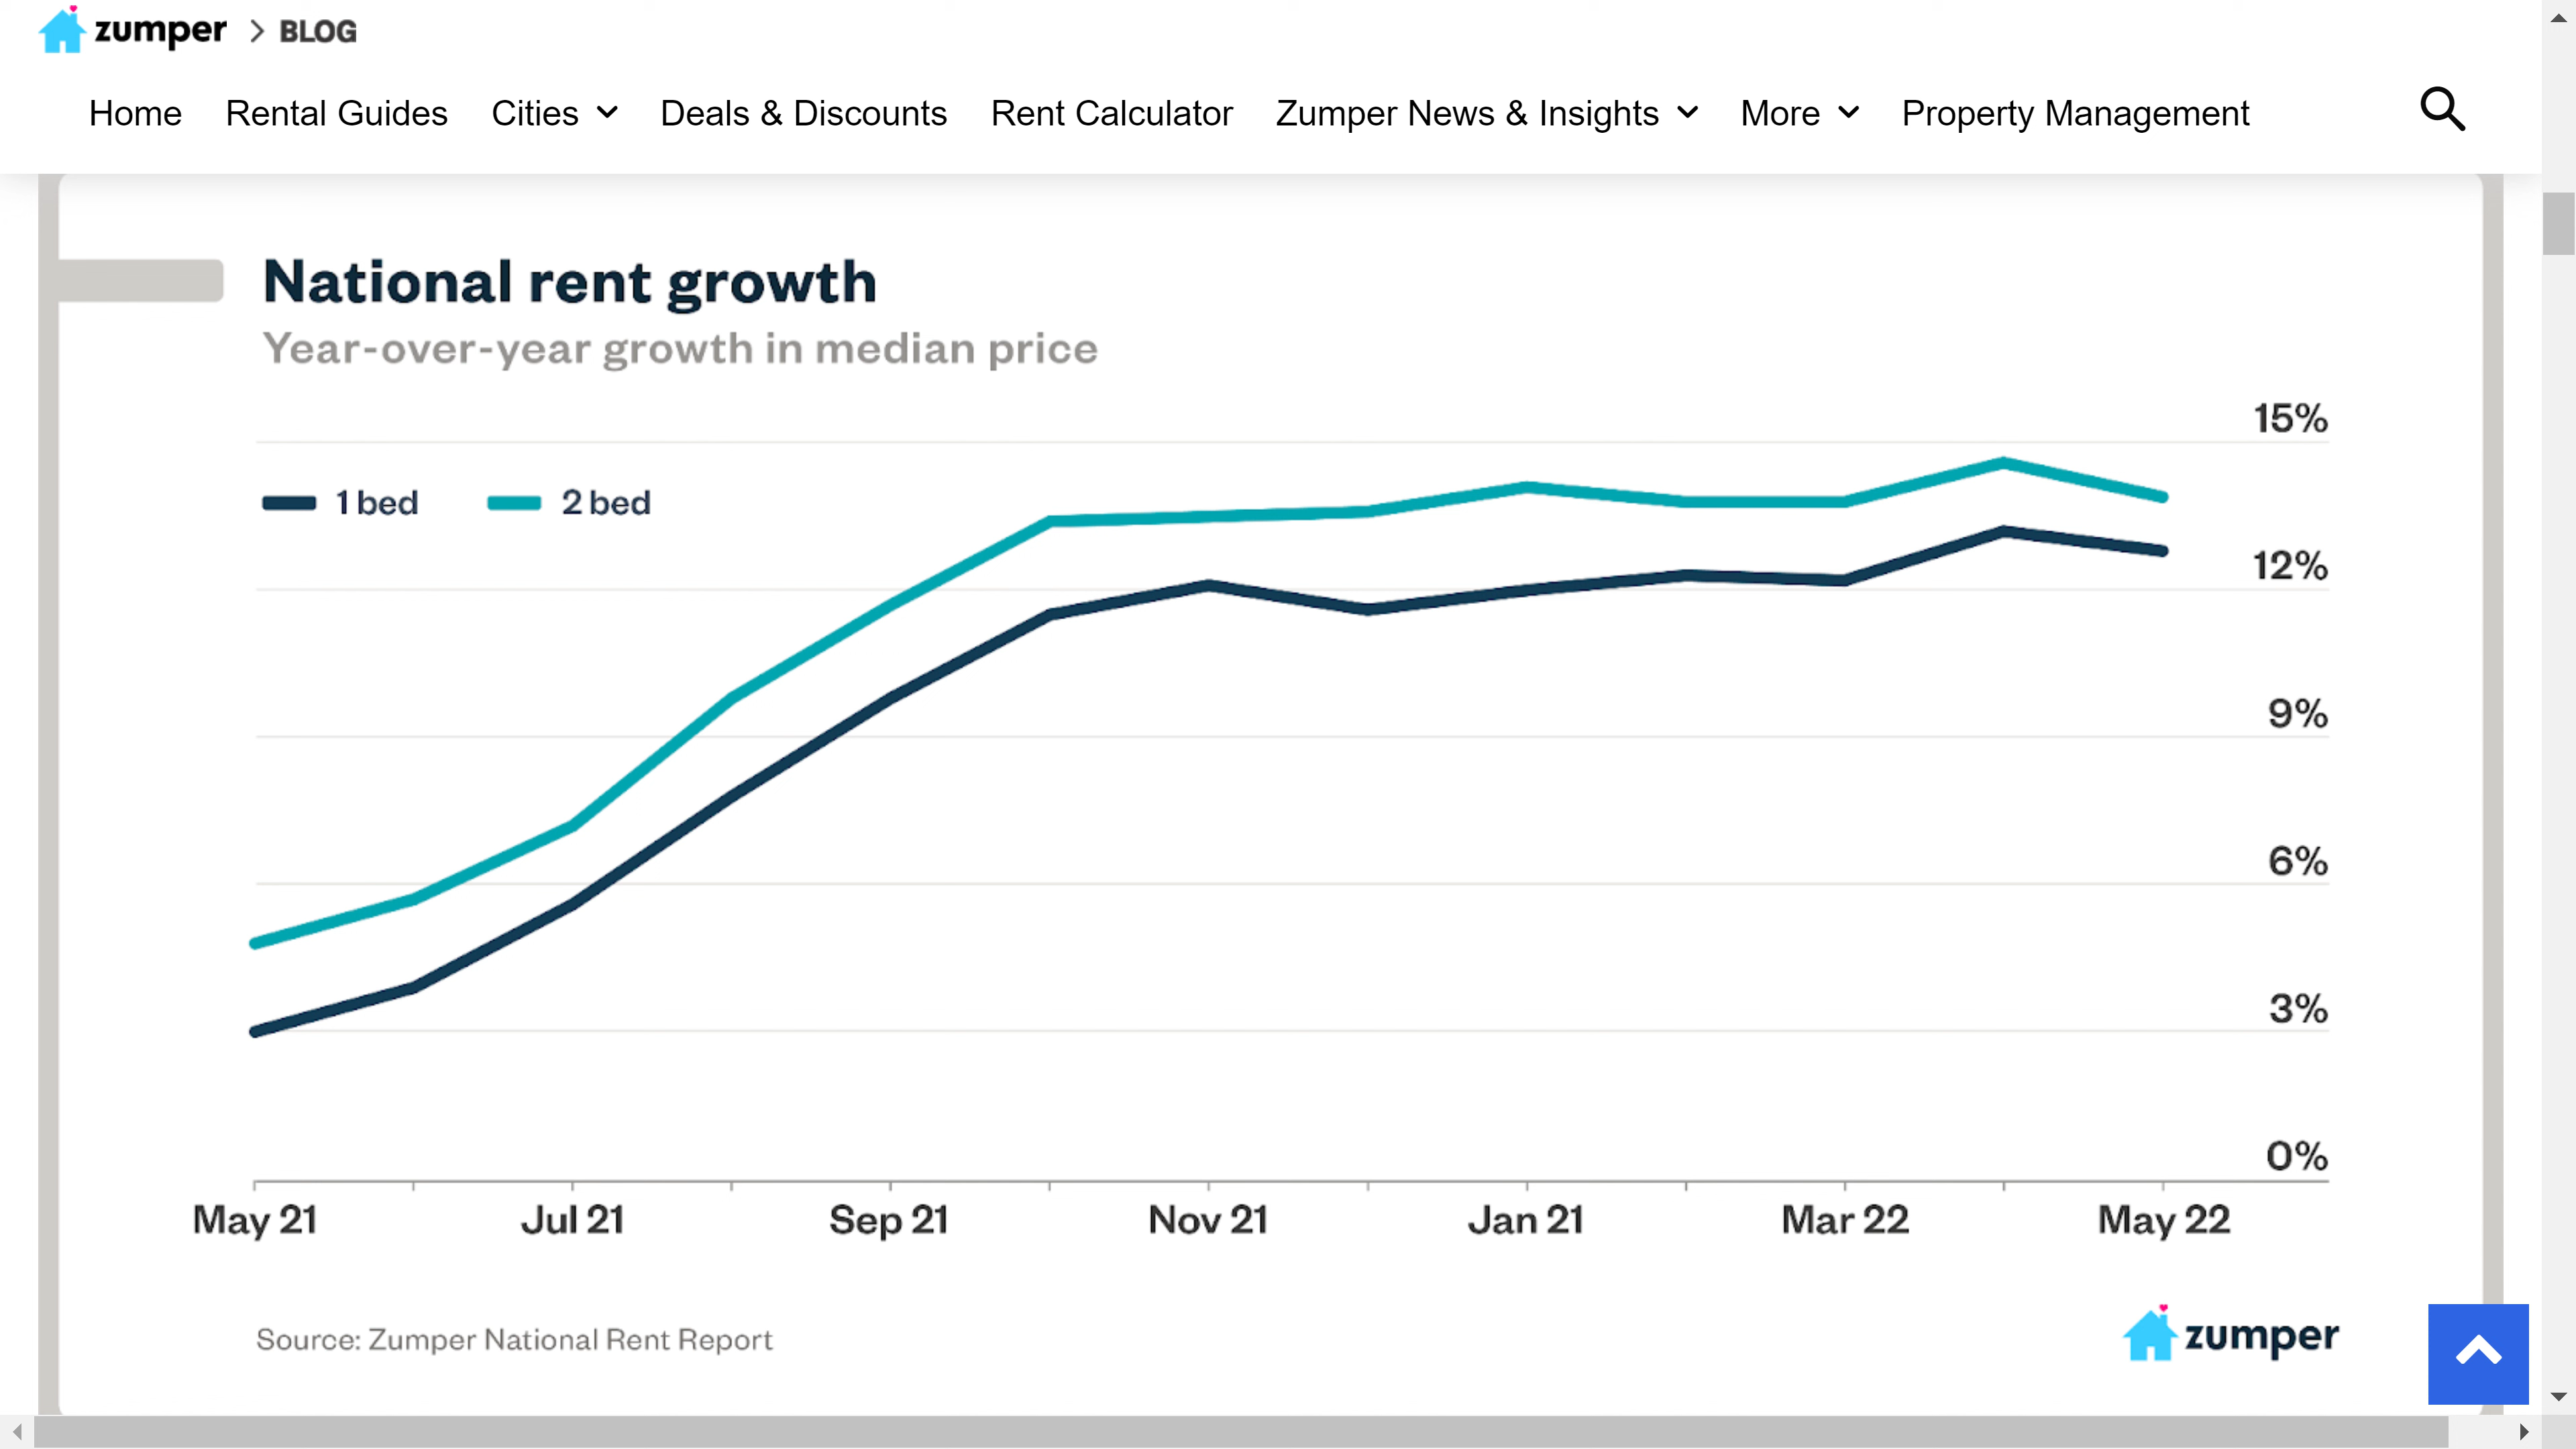 zumper > BLOG
Home Rental Guides Cities Deals & Discounts Rent Calculator Zumper News & Insights More Property Management
National rent growth
Year-over-year growth in median price
15%
1 bed 2 bed
12%
9%
6%
3%
0%
May 21 Jul 21 Sep 21 Nov 21 Jan 21 Mar 22 May 22
Source: Zumper National Rent Report zumper